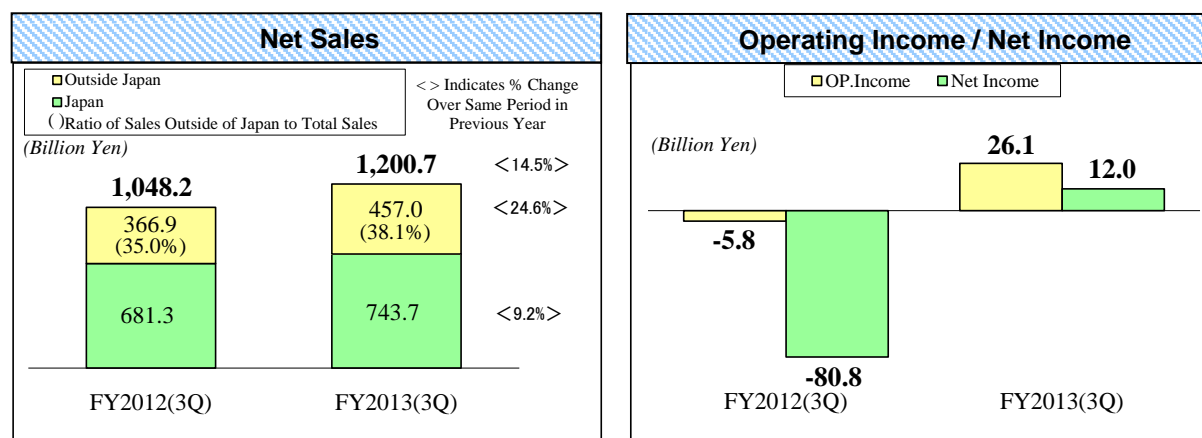 Net Sales
Outside Japan
Japan
( )Ratio of Sales Outside of Japan to Total Sales
< > Indicates % Change
Over Same Period in
Previous Year
(Billion Yen)
1,048.2
366.9
(35.0%)
681.3
FY2012(3Q)
1,200.7
457.0
(38.1%)
743.7
FY2013(3Q)
<14.5%>
<24.6%>
<9.2%>
Operating Income / Net Income
OP.Income
Net Income
(Billion Yen)
-5.8
-80.8
FY2012(3Q)
26.1
12.0
FY2013(3Q)